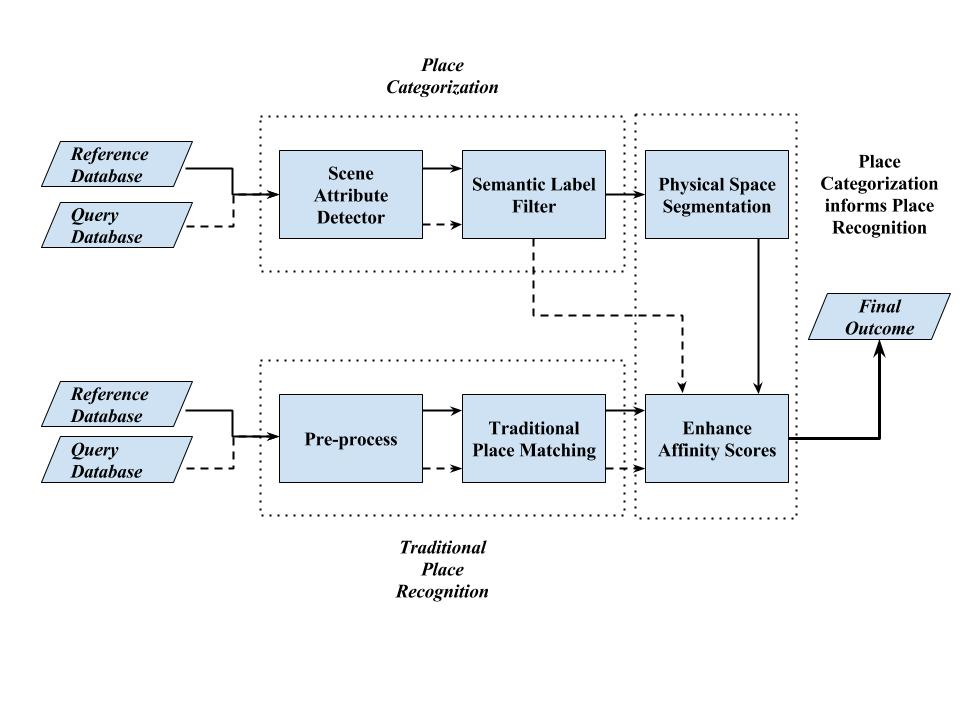 Place
Categorization
Reference
Database
Query
Database
Scene
Attribute
Detector
Semantic Label
Filter
Physical Space
Segmentation
Place
Categorization
informs Place
Recognition
Final
Outcome
Reference
Database
Query
Database
Pre-process
Traditional
Place Matching
Enhance
Affinity Scores
Traditional
Place
Recognition